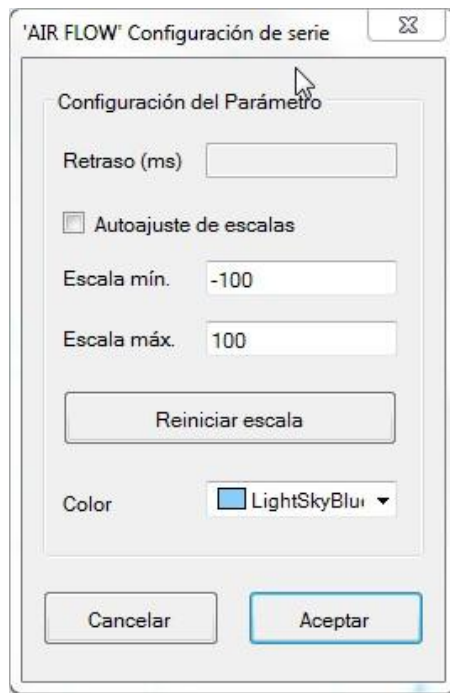 'AIR FLOW' Configuración de serie
Configuración del Parámetro
Retraso (ms)
Autoajuste de escalas
Escala mín. -100
Escala máx. 100
Reiniciar escala
Color LightSkyBlu
Cancelar Aceptar